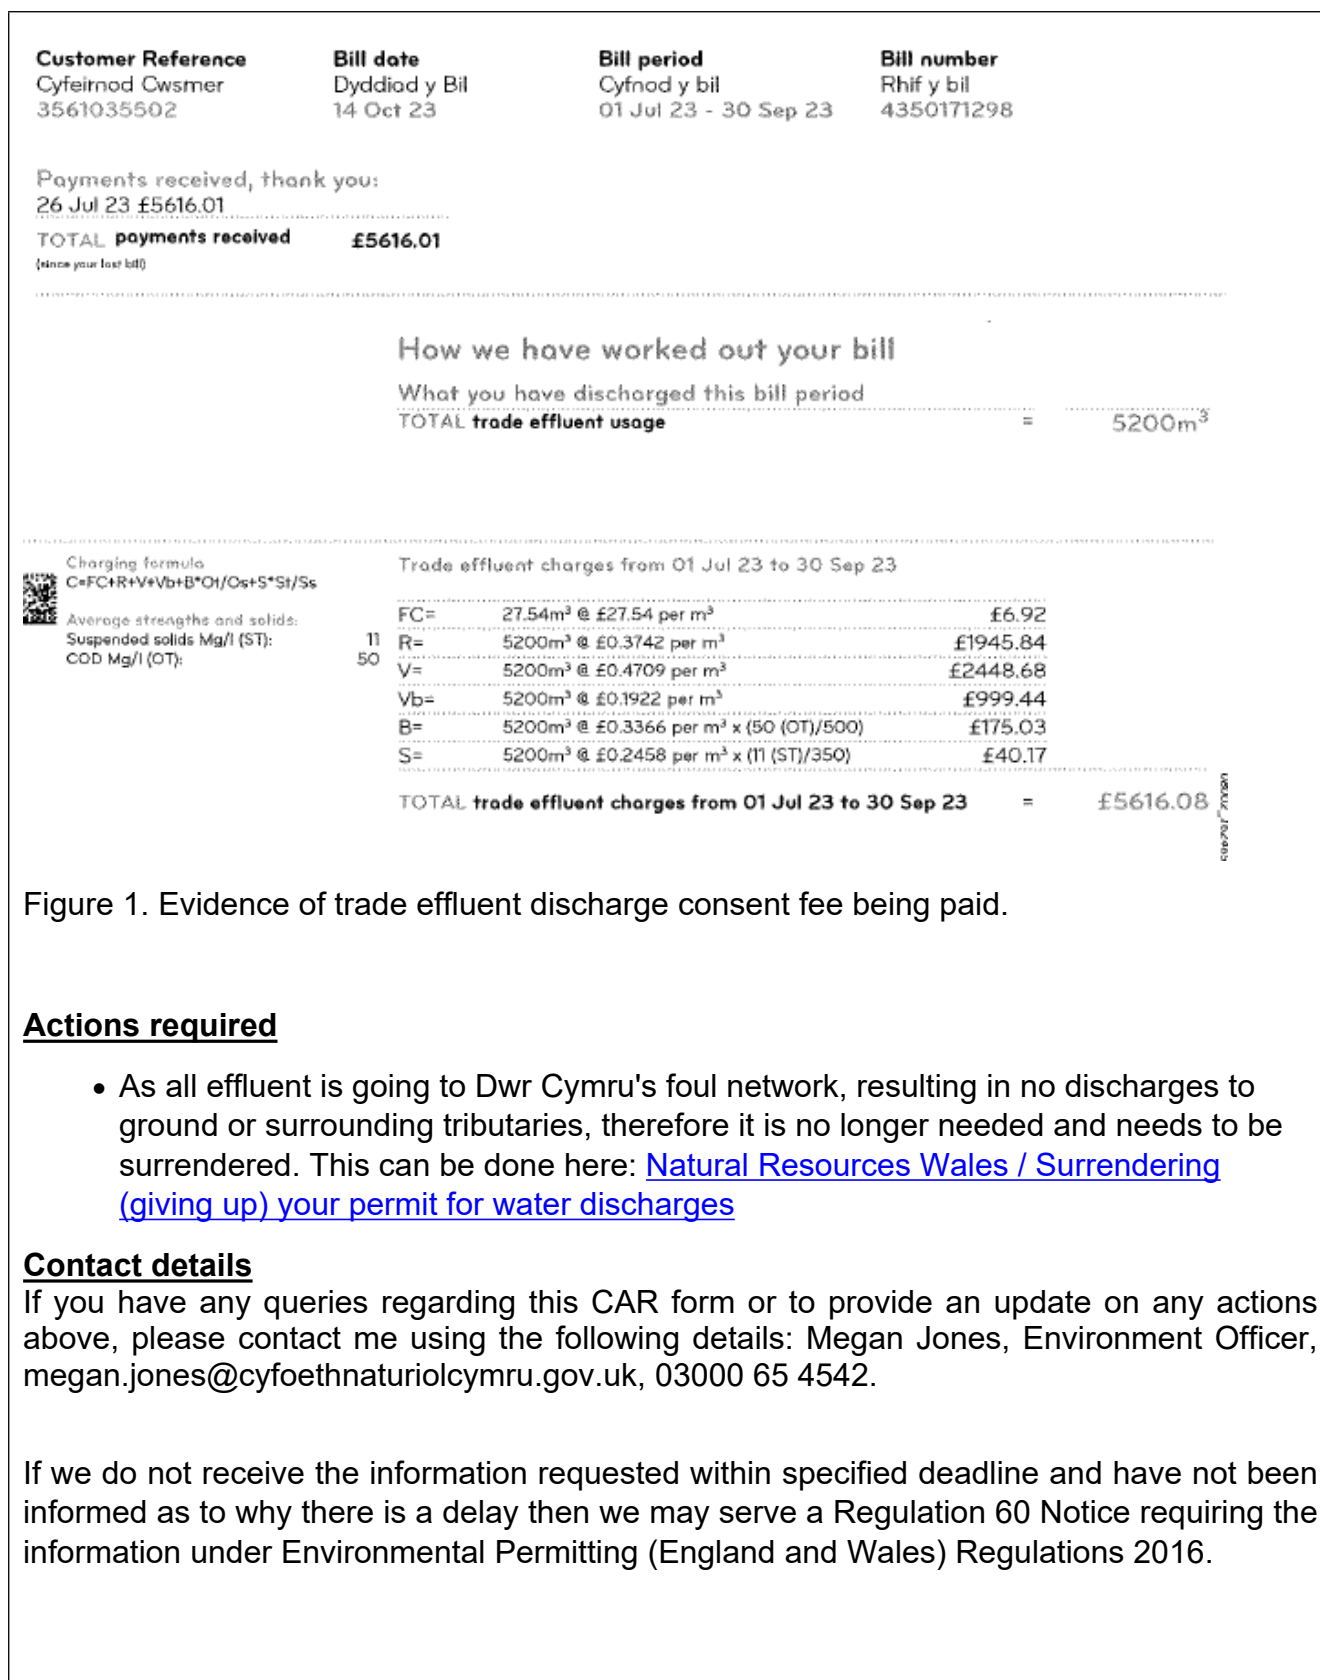 Customer Reference Bill date Bill period Bill number
Cyfeirnod Cwsmer Dyddiad y Bil Cyfnod y bil Rhif y bil
3561035502 14 Oct 23 01 Jul 23 - 30 Sep 23 4350171298
Payments received, thank you:
26 Jul 23 £5616.01
TOTAL payments received £5616.01
(since your last bill)
How we have worked out your bill
What you have discharged this bill period
TOTAL trade effluent usage = 5200m³
Charging formula
C=FC+R+V+Vb+B*Ot/Os+S*St/Ss
Average strengths and solids:
Suspended solids Mg/l (ST): 11
COD Mg/l (OT): 50
Trade effluent charges from 01 Jul 23 to 30 Sep 23
FC= 27.54m³ @ £27.54 per m³ £6.92
R= 5200m³ @ £0.3742 per m³ £1945.84
V= 5200m³ @ £0.4709 per m³ £2448.68
Vb= 5200m³ @ £0.1922 per m³ £999.44
B= 5200m³ @ £0.3366 per m³ x (50 (OT)/500) £175.03
S= 5200m³ @ £0.2458 per m³ x (11 (ST)/350) £40.17
TOTAL trade effluent charges from 01 Jul 23 to 30 Sep 23 = £5616.08
Figure 1. Evidence of trade effluent discharge consent fee being paid.
Actions required
• As all effluent is going to Dwr Cymru's foul network, resulting in no discharges to
ground or surrounding tributaries, therefore it is no longer needed and needs to be
surrendered. This can be done here: Natural Resources Wales / Surrendering
(giving up) your permit for water discharges
Contact details
If you have any queries regarding this CAR form or to provide an update on any actions
above, please contact me using the following details: Megan Jones, Environment Officer,
megan.jones@cyfoethnaturiolcymru.gov.uk, 03000 65 4542.
If we do not receive the information requested within specified deadline and have not been
informed as to why there is a delay then we may serve a Regulation 60 Notice requiring the
information under Environmental Permitting (England and Wales) Regulations 2016.